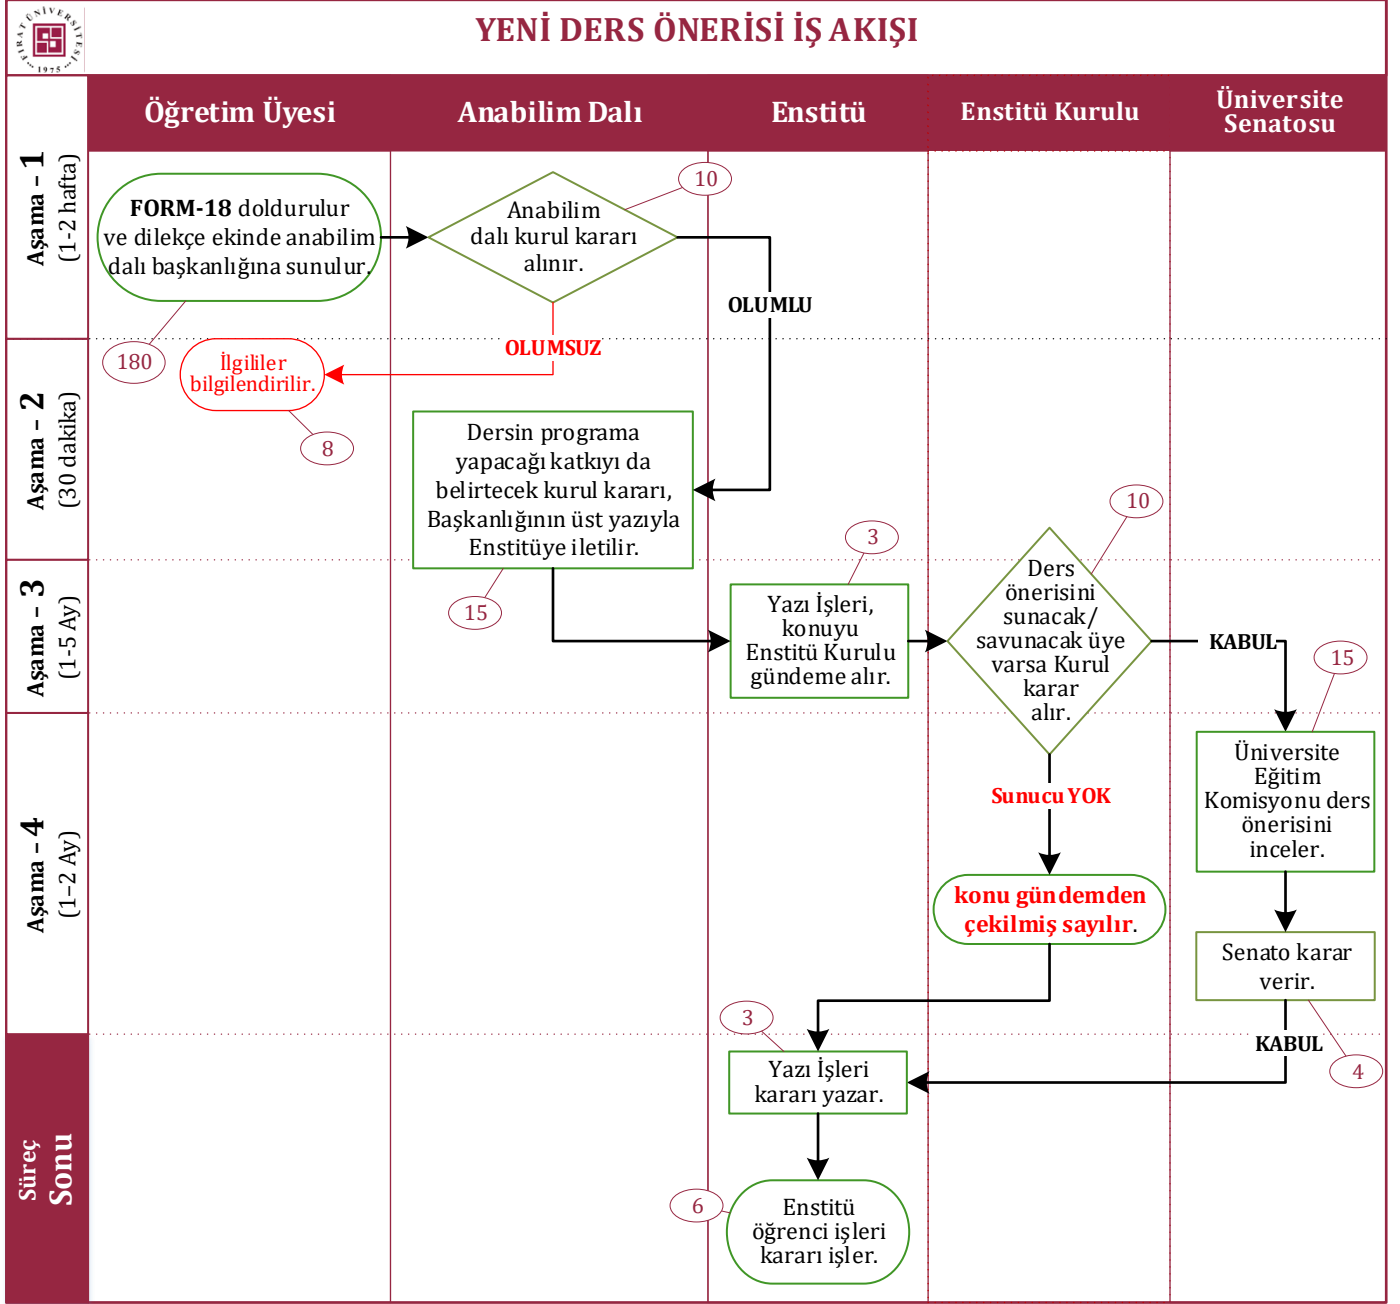 FIRAT ÜNİVERSİTESİ
1975
YENİ DERS ÖNERİSİ İŞ AKIŞI
Öğretim Üyesi
Anabilim Dalı
Enstitü
Enstitü Kurulu
Üniversite
Senatosu
Aşama – 1
(1-2 hafta)
FORM-18 doldurulur
ve dilekçe ekinde anabilim
dalı başkanlığına sunulur.
180
Anabilim
dalı kurul kararı
alınır.
10
OLUMLU
OLUMSUZ
Aşama – 2
(30 dakika)
İlgililer
bilgilendirilir.
8
Dersin programa
yapacağı katkıyı da
belirtecek kurul kararı,
Başkanlığının üst yazıyla
Enstitüye iletilir.
15
Aşama – 3
(1-5 Ay)
3
Yazı İşleri,
konuyu
Enstitü Kurulu
gündeme alır.
10
Ders
önerisini
sunacak/
savunacak üye
varsa Kurul
karar
alır.
KABUL
15
Aşama – 4
(1–2 Ay)
Sunucu YOK
konu gündemden
çekilmiş sayılır.
Üniversite
Eğitim
Komisyonu ders
önerisini
inceler.
Senato karar
verir.
4
KABUL
Süreç
Sonu
3
Yazı İşleri
kararı yazar.
6
Enstitü
öğrenci işleri
kararı işler.